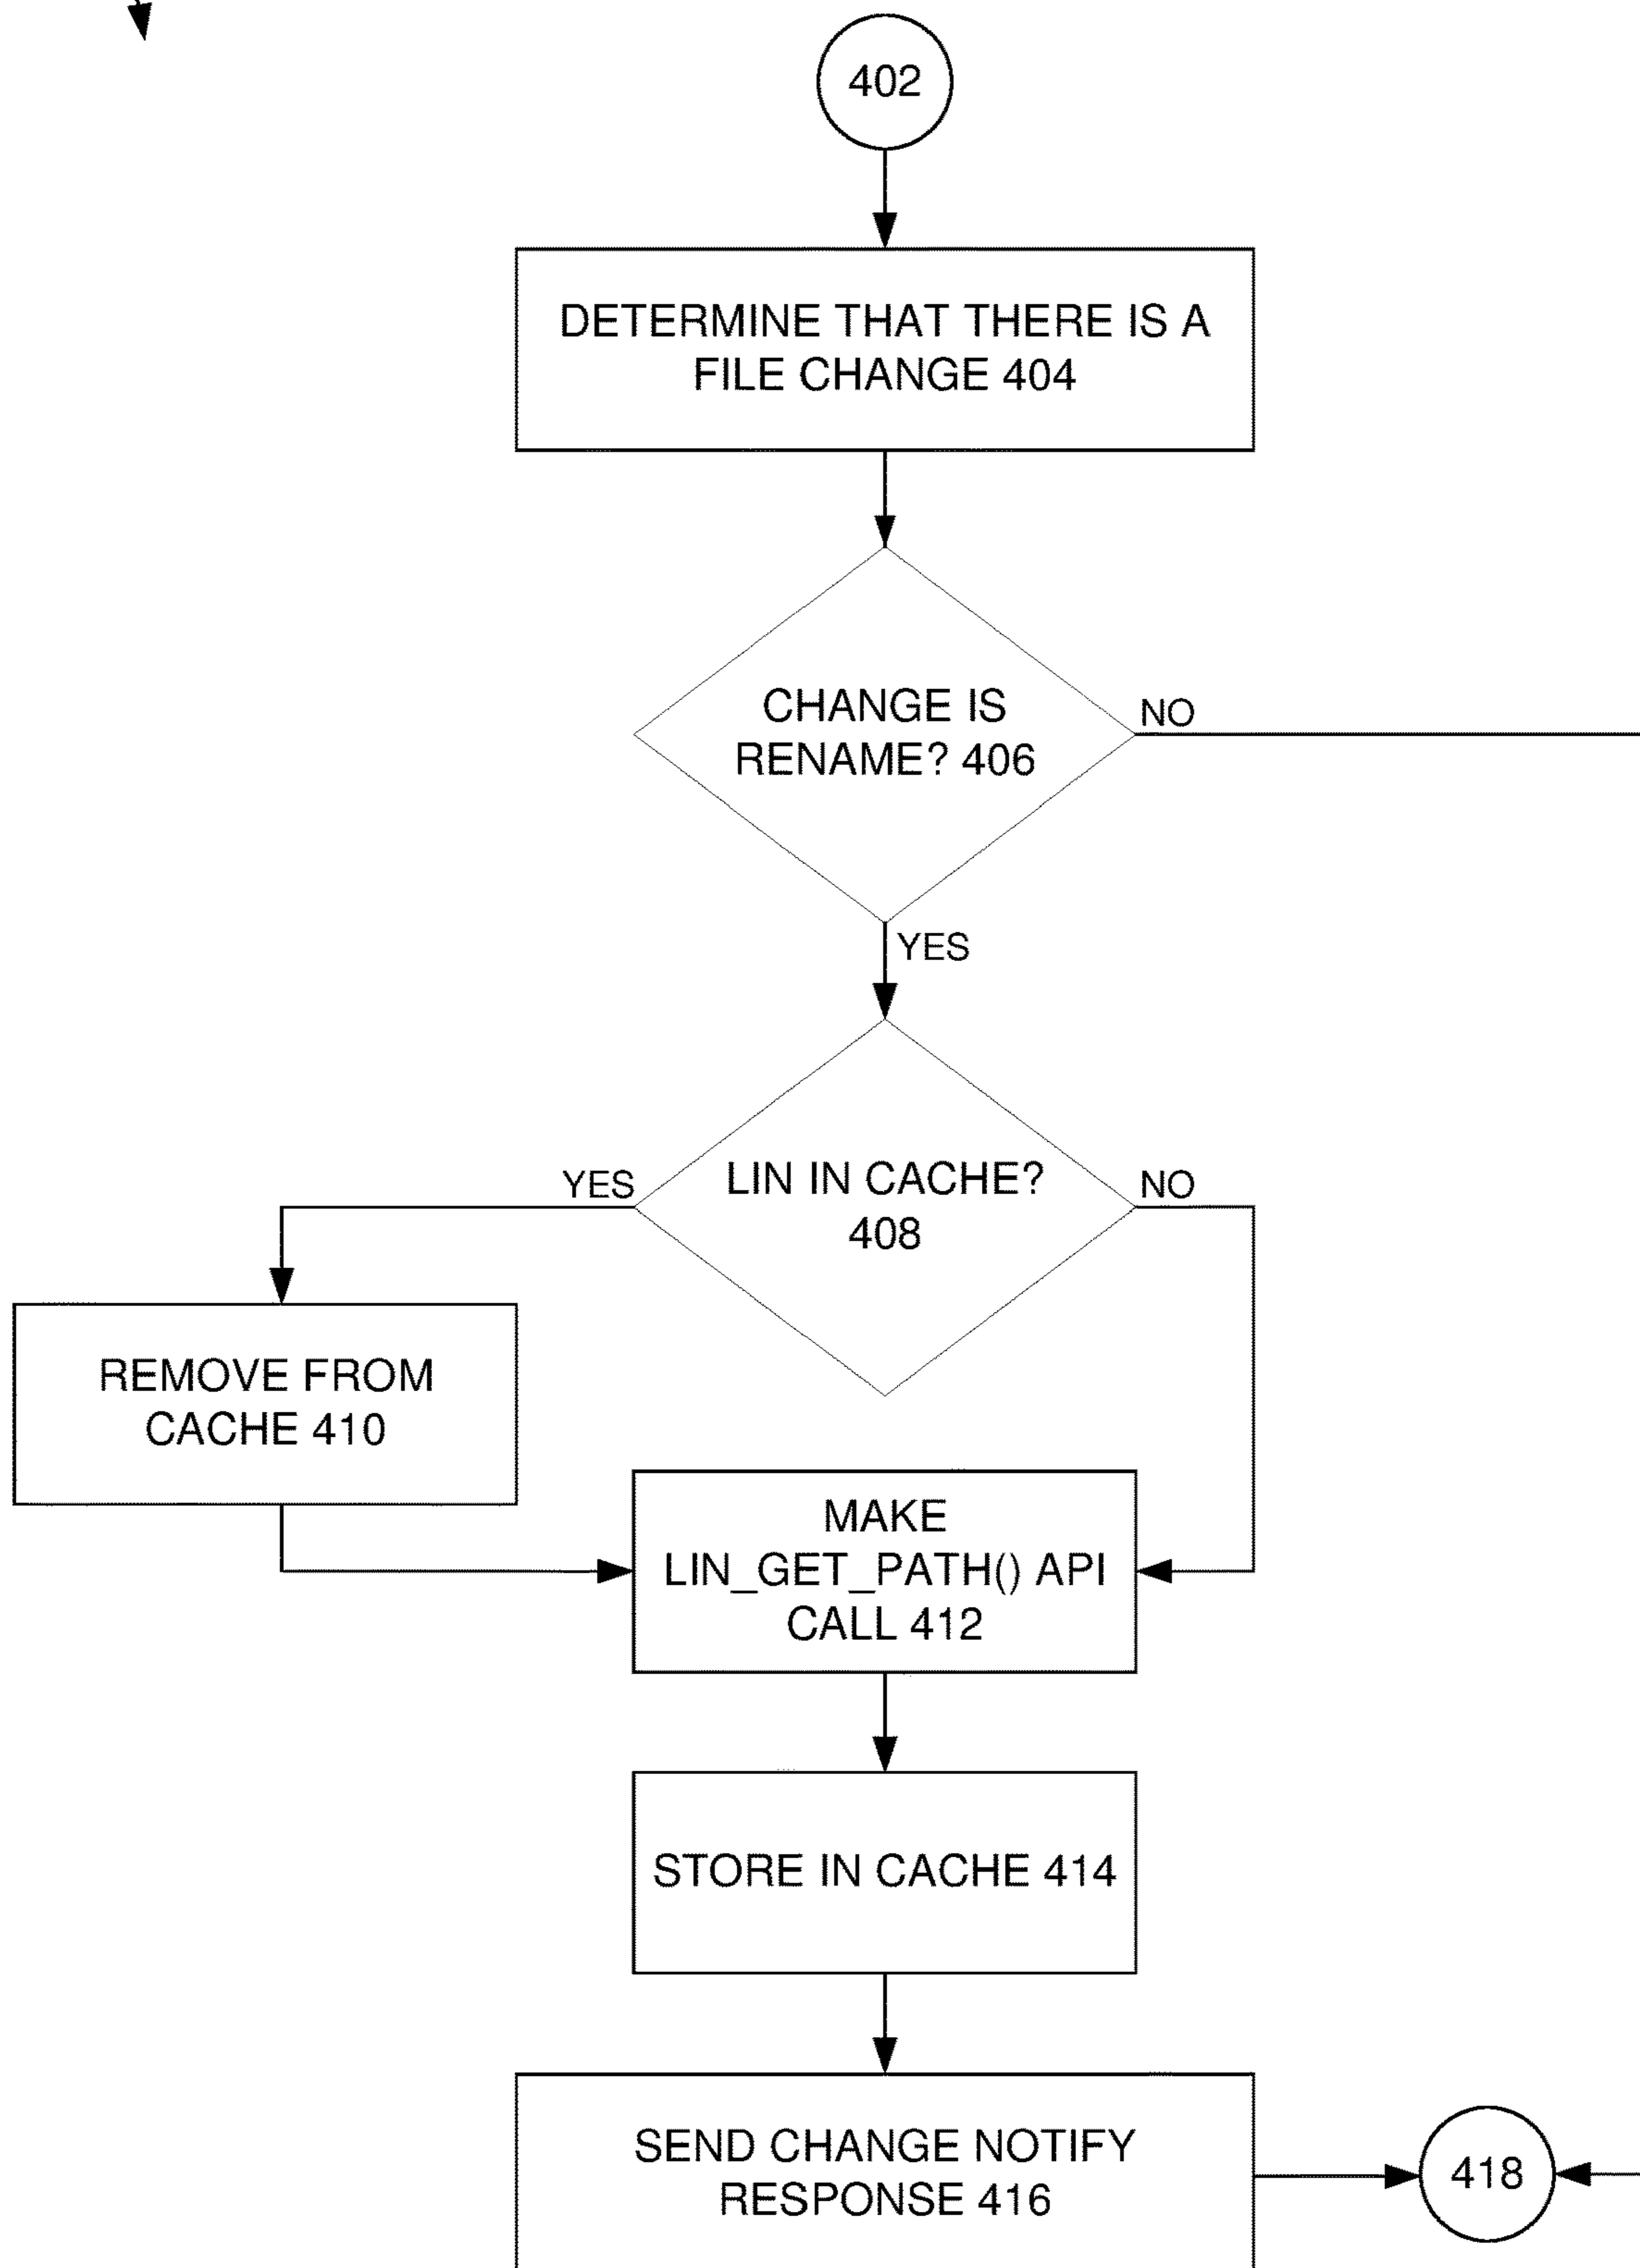 402
DETERMINE THAT THERE IS A
FILE CHANGE 404
CHANGE IS
RENAME? 406
NO
YES
LIN IN CACHE?
408
YES
NO
REMOVE FROM
CACHE 410
MAKE
LIN_GET_PATH() API
CALL 412
STORE IN CACHE 414
SEND CHANGE NOTIFY
RESPONSE 416
418